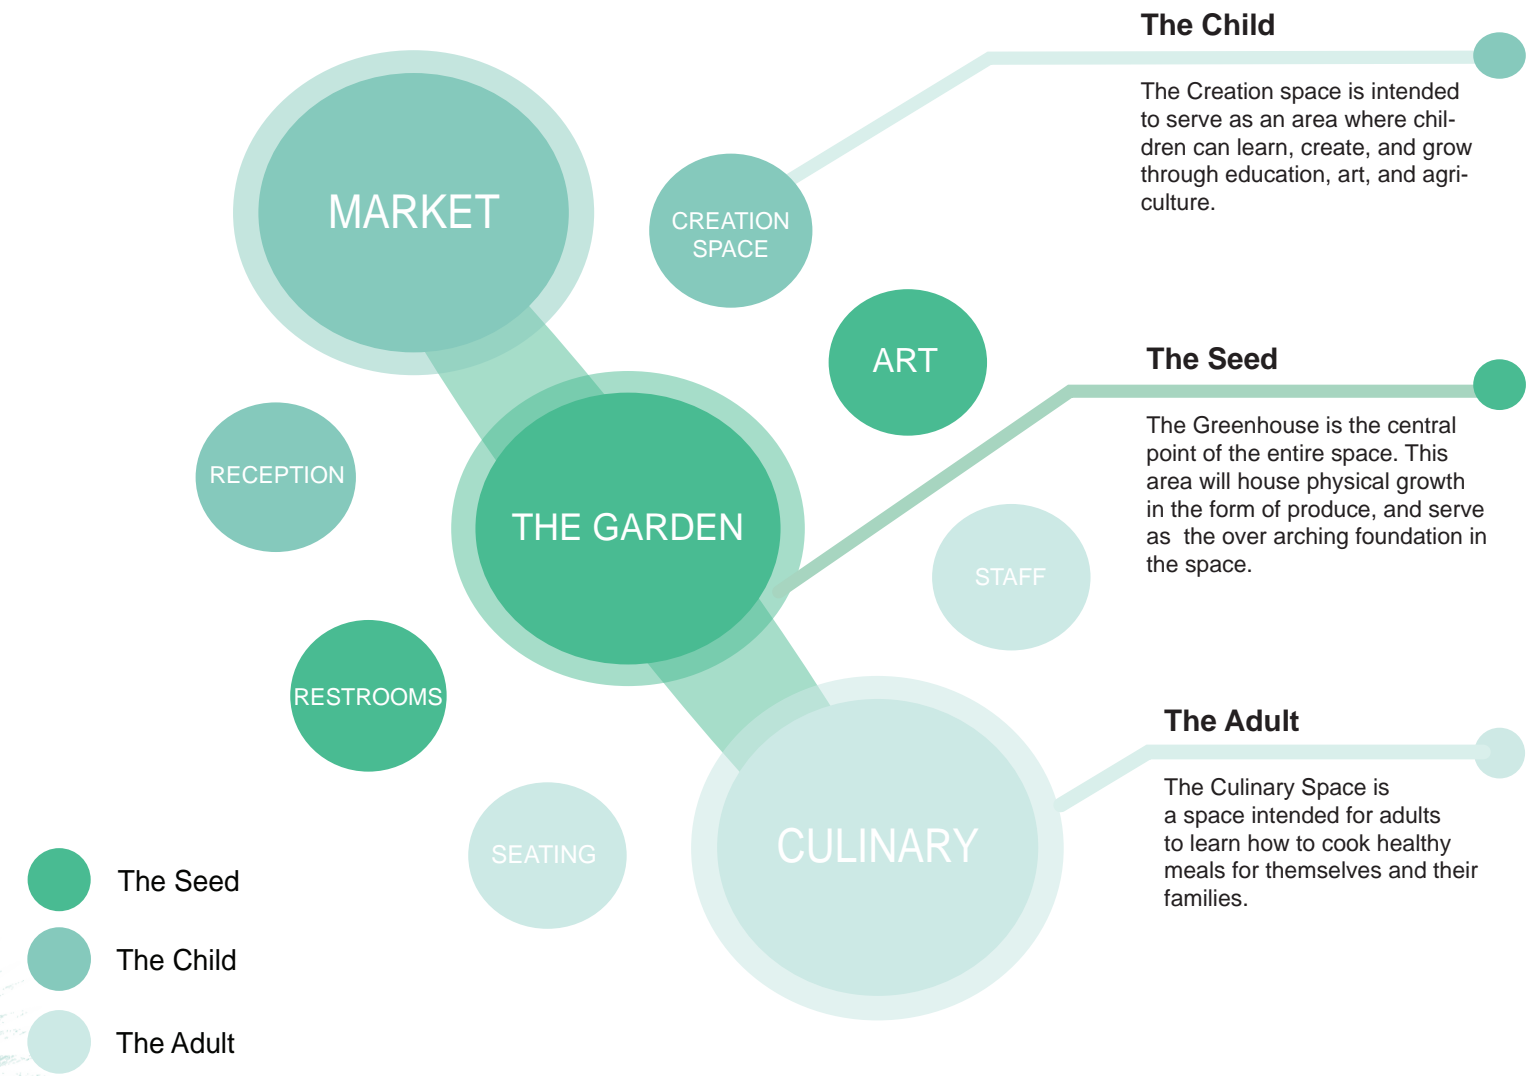 The Child
The Creation space is intended
to serve as an area where chil-
dren can learn, create, and grow
through education, art, and agri-
culture.
MARKET
CREATION
SPACE
ART
The Seed
The Greenhouse is the central
point of the entire space. This
area will house physical growth
in the form of produce, and serve
as  the over arching foundation in
the space.
RECEPTION
THE GARDEN
STAFF
RESTROOMS
The Adult
The Culinary Space is
a space intended for adults
to learn how to cook healthy
meals for themselves and their
families.
SEATING
CULINARY
The Seed
The Child
The Adult